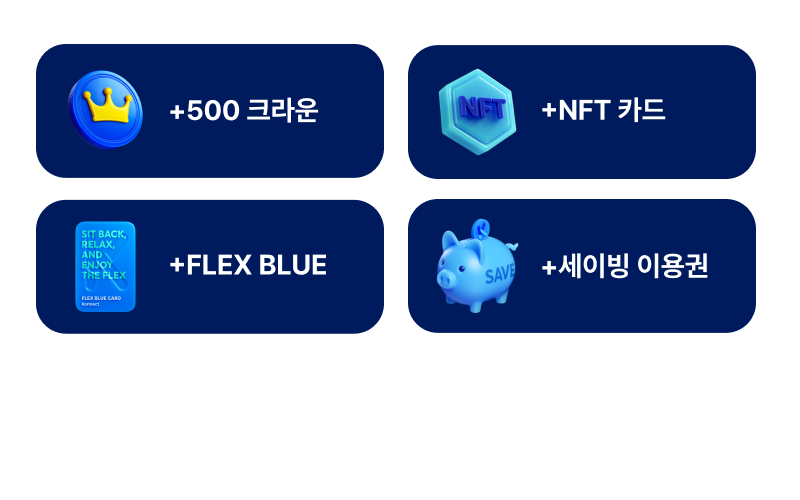 +500 크라운
NFT
+NFT 카드
SIT BACK,
RELAX,
AND
ENJOY
THE FLEX
FLEX BLUE CARD
Konnect
+FLEX BLUE
SAVE
+세이빙 이용권